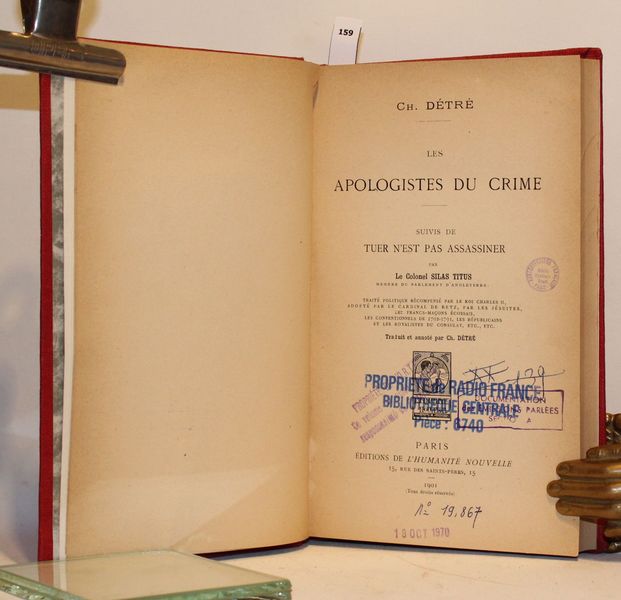 159
CH. DÉTRÉ
LES
APOLOGISTES DU CRIME
SUIVIS DE
TUER N'EST PAS ASSASSINER
PAR
Le Colonel SILAS TITUS
MEMBRE DU PARLEMENT D'ANGLETERRE
TRAITÉ POLITIQUE RÉCOMPENSÉ PAR LE ROI CHARLES II,
ADOPTÉ PAR LE CARDINAL DE RETZ, PAR LES JÉSUITES,
LES FRANCS-MAÇONS ÉCOSSAIS,
LES CONVENTIONNELS DE
LES RÉPUBLICAINS
ET LES ROYALISTES DU CONSULAT, ETC., ETC.
Traduit et annoté par Ch. DÉTRÉ
139
PROPRIÉTÉ de RADIO FRANCE
BIBLIOTHEQUE CENTRALE
Pièce : 6740
DOCUMENTATION
PARLEES
A
PARIS
ÉDITIONS DE L'HUMANITÉ NOUVELLE
15, RUE DES SAINTS-PÈRES, 15
1901
(Tous droits réservés)
N° 19.867
13 OCT 1970